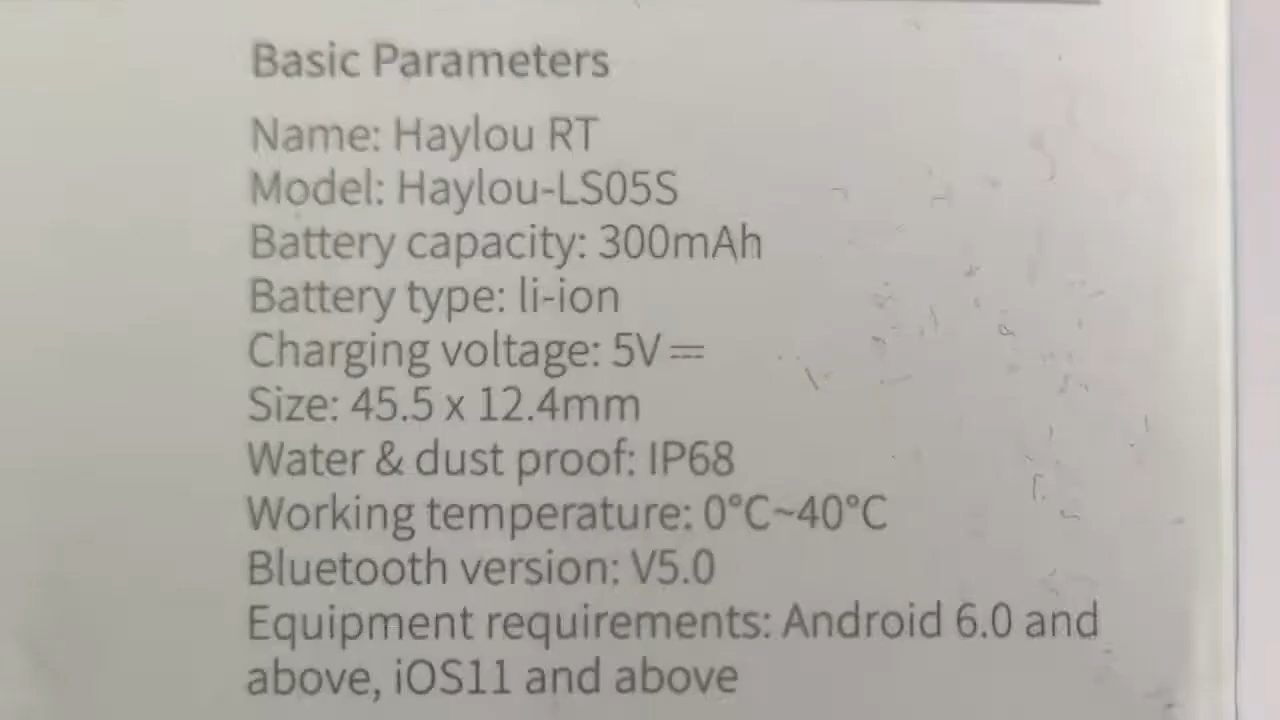 Basic Parameters
Name: Haylou RT
Model: Haylou-LS05S
Battery capacity: 300mAh
Battery type: li-ion
Charging voltage: 5V⎓
Size: 45.5 x 12.4mm
Water & dust proof: IP68
Working temperature: 0°C~40°C
Bluetooth version: V5.0
Equipment requirements: Android 6.0 and
above, iOS11 and above